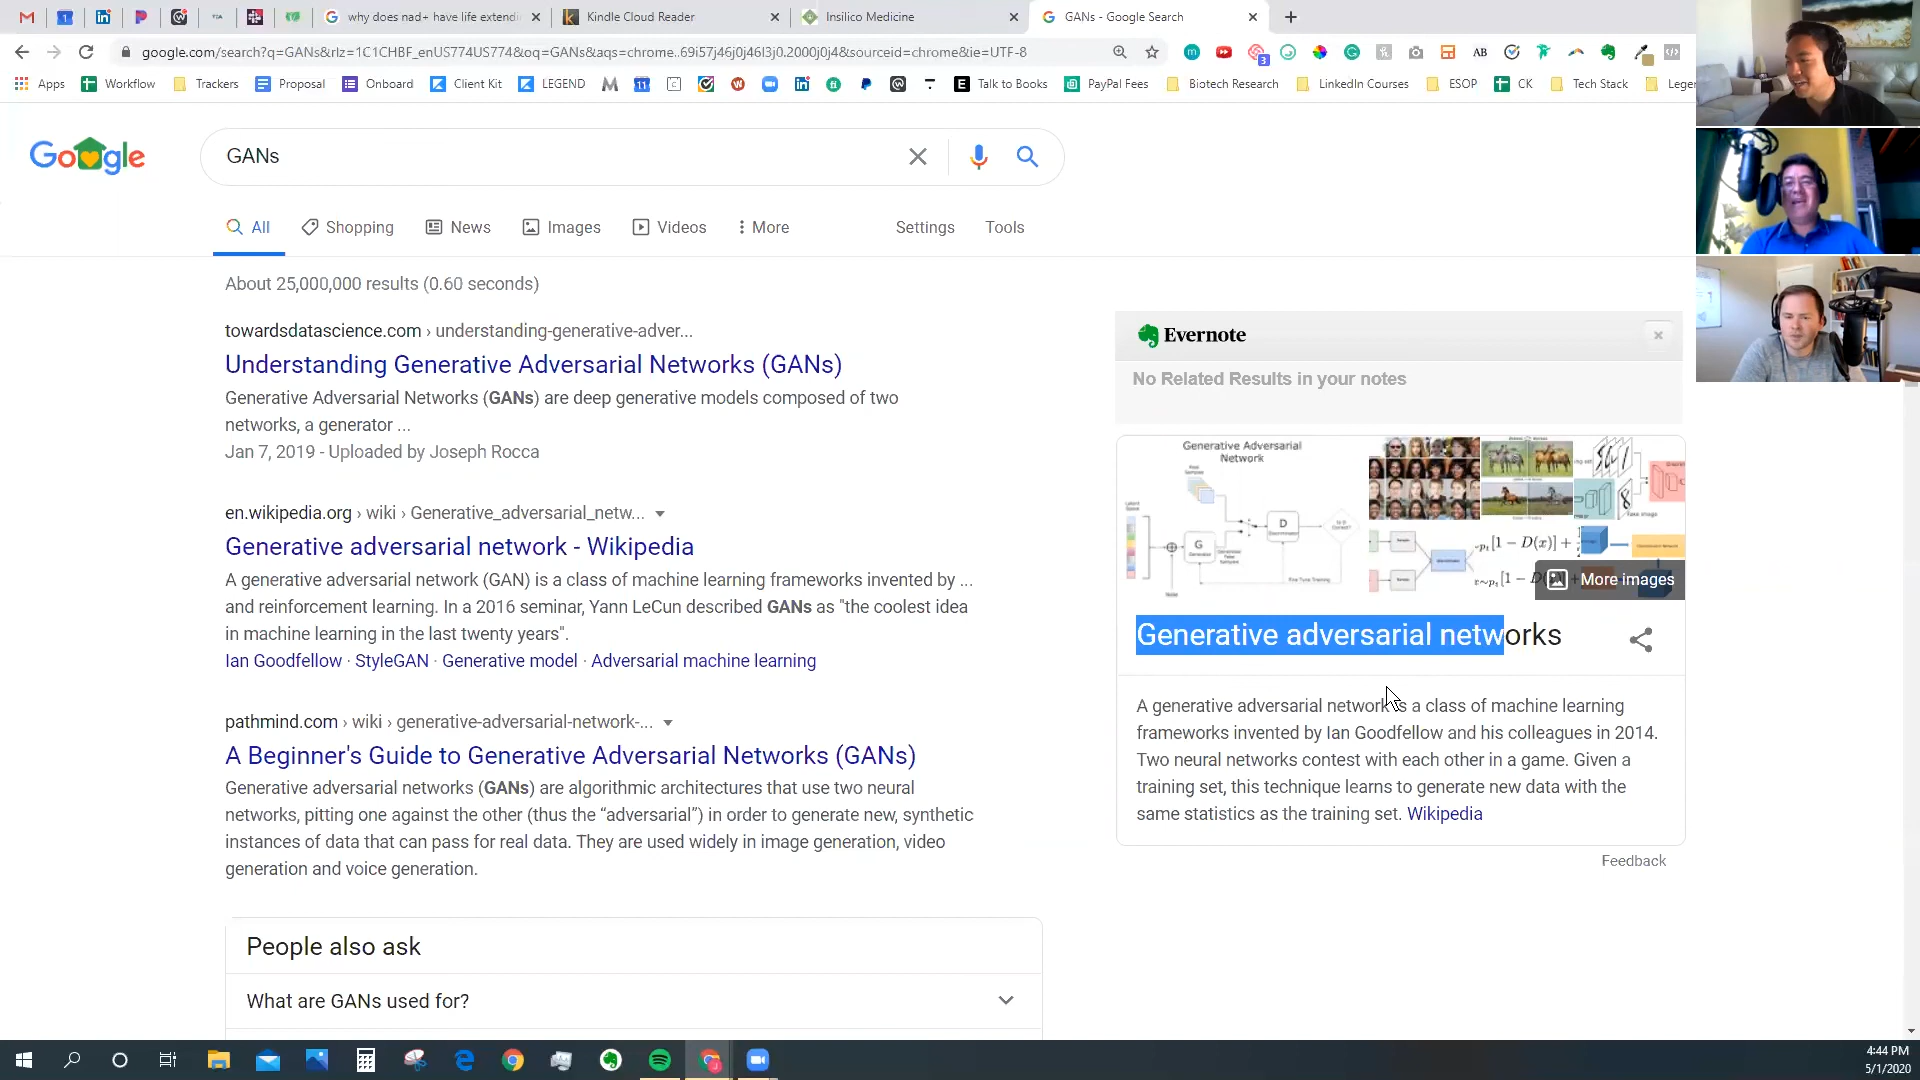 why does nad+ have life extendi
Kindle Cloud Reader
Insilico Medicine
GANs - Google Search
google.com/search?q=GANs&rlz=1C1CHBF_enUS774US774&oq=GANs&aqs=chrome..69i57j46j0j46l3j0.2000j0j4&sourceid=chrome&ie=UTF-8
Apps
Workflow
Trackers
Proposal
Onboard
Client Kit
LEGEND
Talk to Books
PayPal Fees
Biotech Research
LinkedIn Courses
ESOP
CK
Tech Stack
Leger
Google
GANs
All
Shopping
News
Images
Videos
More
Settings
Tools
About 25,000,000 results (0.60 seconds)
towardsdatascience.com › understanding-generative-adver...
Understanding Generative Adversarial Networks (GANs)
Generative Adversarial Networks (GANs) are deep generative models composed of two
networks, a generator ...
Jan 7, 2019 - Uploaded by Joseph Rocca
en.wikipedia.org › wiki › Generative_adversarial_netw...
Generative adversarial network - Wikipedia
A generative adversarial network (GAN) is a class of machine learning frameworks invented by ...
and reinforcement learning. In a 2016 seminar, Yann LeCun described GANs as "the coolest idea
in machine learning in the last twenty years".
Ian Goodfellow · StyleGAN · Generative model · Adversarial machine learning
pathmind.com › wiki › generative-adversarial-network-...
A Beginner's Guide to Generative Adversarial Networks (GANs)
Generative adversarial networks (GANs) are algorithmic architectures that use two neural
networks, pitting one against the other (thus the “adversarial”) in order to generate new, synthetic
instances of data that can pass for real data. They are used widely in image generation, video
generation and voice generation.
People also ask
What are GANs used for?
Evernote
No Related Results in your notes
Generative Adversarial
Network
G
D
More images
Generative adversarial networks
A generative adversarial network is a class of machine learning
frameworks invented by Ian Goodfellow and his colleagues in 2014.
Two neural networks contest with each other in a game. Given a
training set, this technique learns to generate new data with the
same statistics as the training set. Wikipedia
Feedback
4:44 PM
5/1/2020